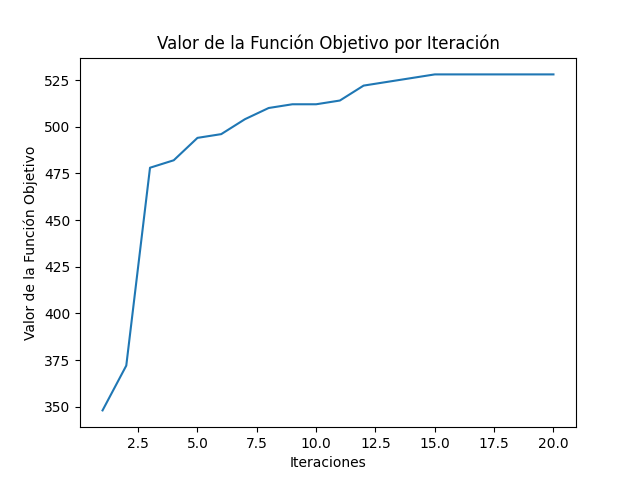 Valor de la Función Objetivo por Iteración
Valor de la Función Objetivo
525
500
475
450
425
400
375
350
2.5 5.0 7.5 10.0 12.5 15.0 17.5 20.0
Iteraciones